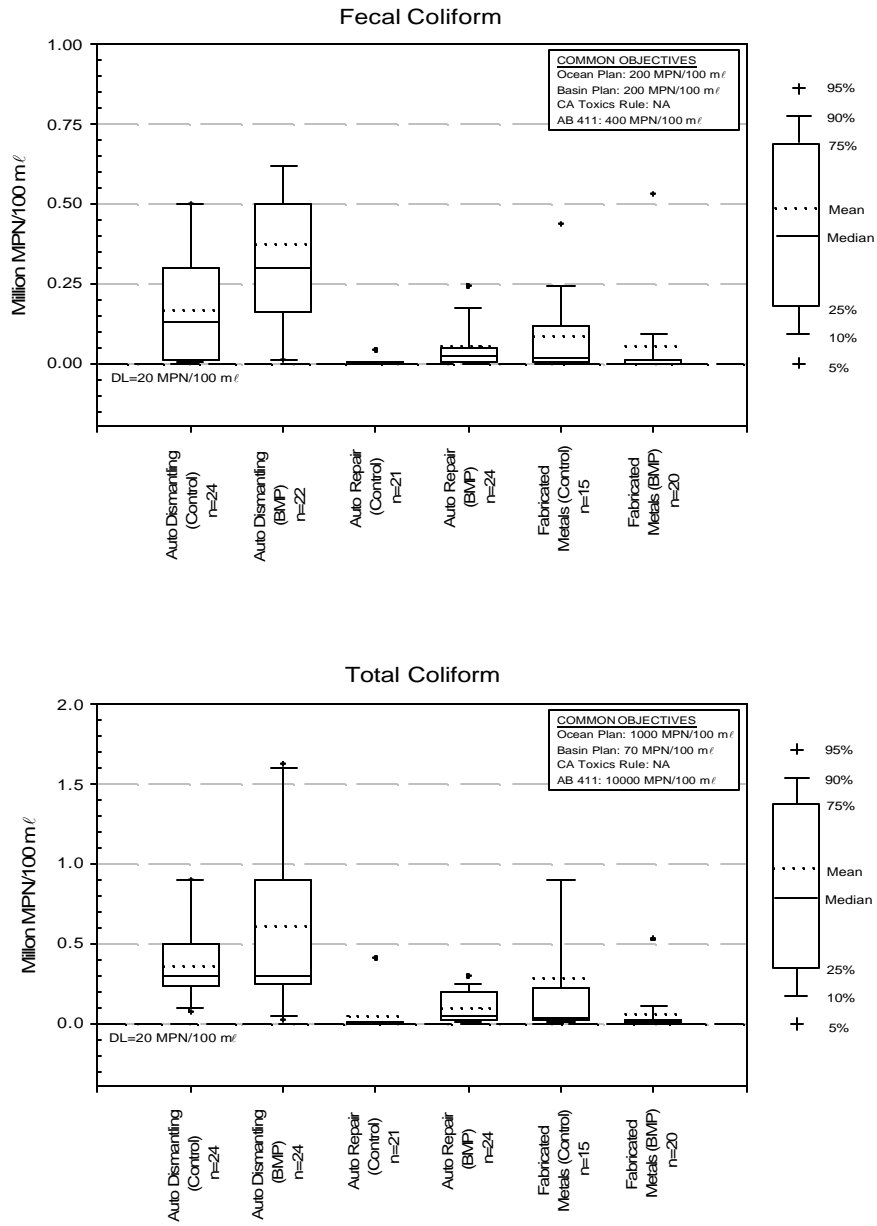 Fecal Coliform
Million MPN/100 mℓ
1.00
0.75
0.50
0.25
0.00
COMMON OBJECTIVES
Ocean Plan: 200 MPN/100 mℓ
Basin Plan: 200 MPN/100 mℓ
CA Toxics Rule: NA
AB 411: 400 MPN/100 mℓ
DL=20 MPN/100 mℓ
95%
90%
75%
Mean
Median
25%
10%
5%
Auto Dismanting
(Control)
n=24
Auto Dismanting
(BMP)
n=22
Auto Repair
(Control)
n=21
Auto Repair
(BMP)
n=24
Fabricated
Metals (Control)
n=15
Fabricated
Metals (BMP)
n=20
Total Coliform
Millon MPN/100 mℓ
2.0
1.5
1.0
0.5
0.0
COMMON OBJECTIVES
Ocean Plan: 1000 MPN/100 mℓ
Basin Plan: 70 MPN/100 mℓ
CA Toxics Rule: NA
AB 411: 10000 MPN/100 mℓ
DL=20 MPN/100 mℓ
95%
90%
75%
Mean
Median
25%
10%
5%
Auto Dismanting
(Control)
n=24
Auto Dismanting
(BMP)
n=24
Auto Repair
(Control)
n=21
Auto Repair
(BMP)
n=24
Fabricated
Metals (Control)
n=15
Fabricated
Metals (BMP)
n=20